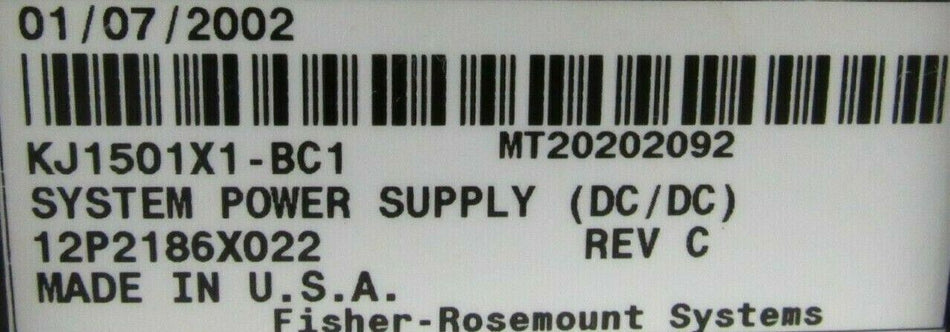 01/07/2002
MT20202092
KJ1501X1-BC1
SYSTEM POWER SUPPLY (DC/DC)
12P2186X022 REV C
MADE IN U.S.A.
Fisher-Rosemount Systems